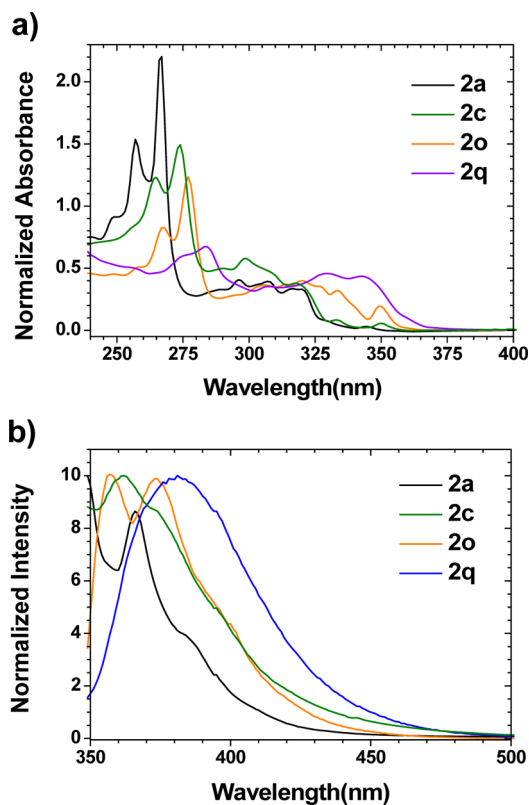 a)
Normalized Absorbance
2.0
1.5
1.0
0.5
0.0
2a
2c
2o
2q
250 275 300 325 350 375 400
Wavelength(nm)
b)
Normalized Intensity
10
8
6
4
2
0
2a
2c
2o
2q
350 400 450 500
Wavelength(nm)